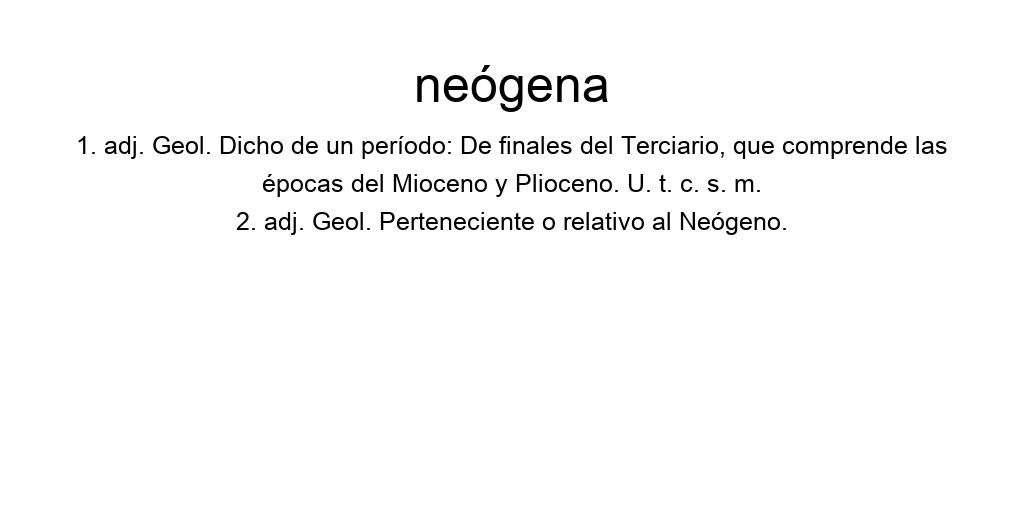 neógena
1. adj. Geol. Dicho de un período: De finales del Terciario, que comprende las
épocas del Mioceno y Plioceno. U. t. c. s. m.
2. adj. Geol. Perteneciente o relativo al Neógeno.